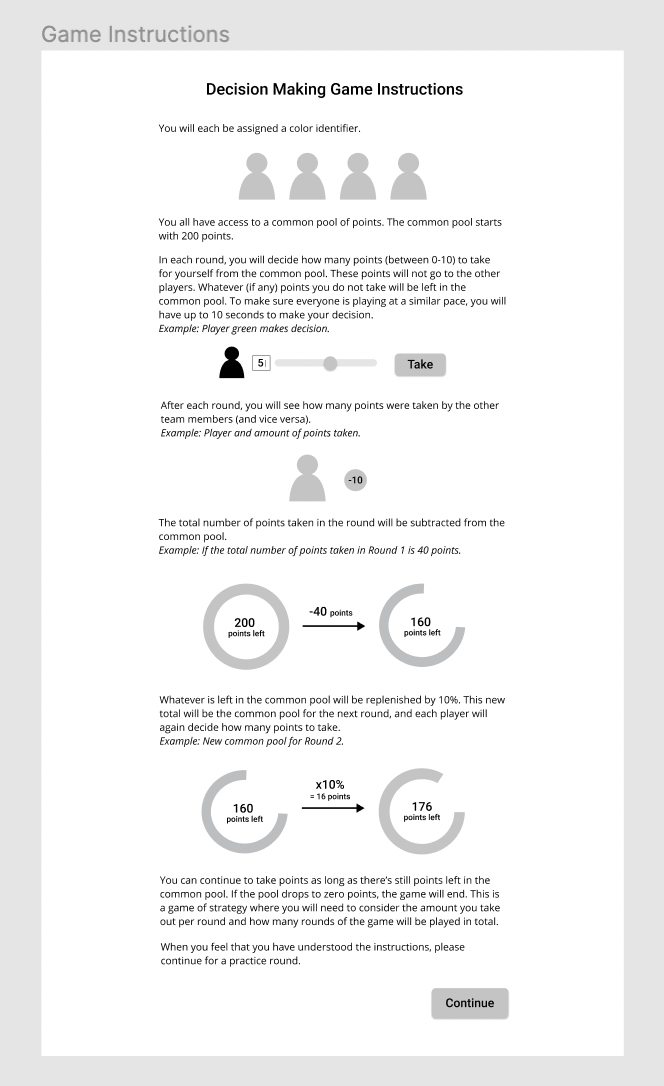 Game Instructions
Decision Making Game Instructions
You will each be assigned a color identifier.
You all have access to a common pool of points. The common pool starts
with 200 points.
In each round, you will decide how many points (between 0-10) to take
for yourself from the common pool. These points will not go to the other
players. Whatever (if any) points you do not take will be left in the
common pool. To make sure everyone is playing at a similar pace, you will
have up to 10 seconds to make your decision.
Example: Player green makes decision.
5
Take
After each round, you will see how many points were taken by the other
team members (and vice versa).
Example: Player and amount of points taken.
-10
The total number of points taken in the round will be subtracted from the
common pool.
Example: If the total number of points taken in Round 1 is 40 points.
200
points left
-40 points
160
points left
Whatever is left in the common pool will be replenished by 10%. This new
total will be the common pool for the next round, and each player will
again decide how many points to take.
Example: New common pool for Round 2.
160
points left
x10%
= 16 points
176
points left
You can continue to take points as long as there's still points left in the
common pool. If the pool drops to zero points, the game will end. This is
a game of strategy where you will need to consider the amount you take
out per round and how many rounds of the game will be played in total.
When you feel that you have understood the instructions, please
continue for a practice round.
Continue